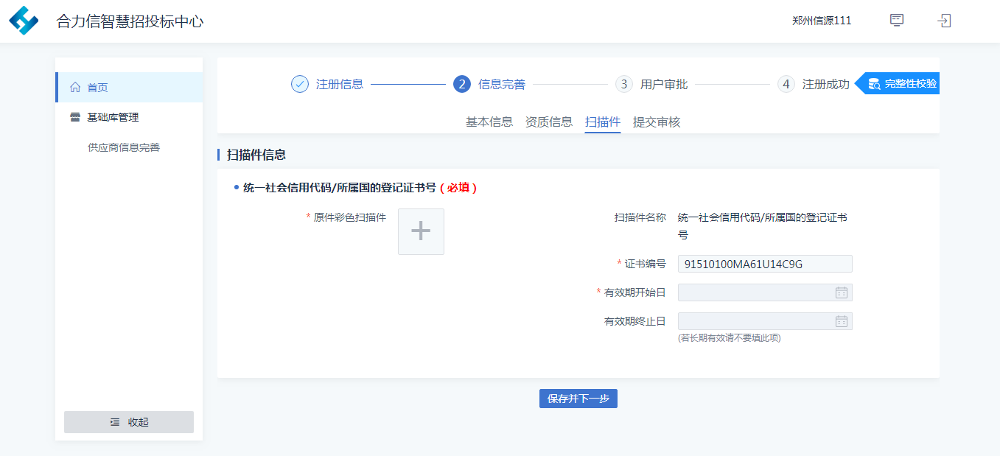 合力信智慧招投标中心
郑州信源111
首页
基础库管理
供应商信息完善
收起
注册信息
2 信息完善
3 用户审批
4 注册成功
完整性校验
基本信息 资质信息 扫描件 提交审核
扫描件信息
统一社会信用代码/所属国的登记证书号 ( 必填 )
* 原件彩色扫描件
扫描件名称 统一社会信用代码/所属国的登记证书
号
* 证书编号 91510100MA61U14C9G
* 有效期开始日
有效期终止日
(若长期有效请不要填此项)
保存并下一步